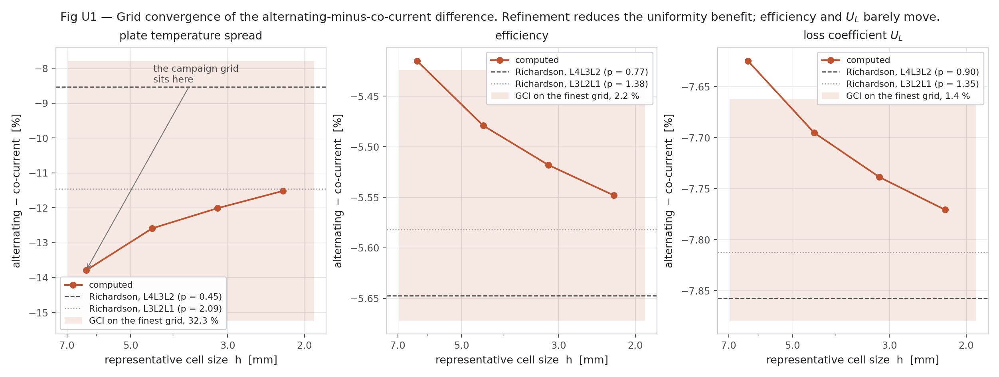 Fig U1 — Grid convergence of the alternating-minus-co-current difference. Refinement reduces the uniformity benefit; efficiency and U_L barely move.
plate temperature spread
alternating − co-current [%]
−8
−9
−10
−11
−12
−13
−14
−15
the campaign grid
sits here
computed
Richardson, L4L3L2 (p = 0.45)
Richardson, L3L2L1 (p = 2.09)
GCI on the finest grid, 32.3 %
7.0 5.0 3.0 2.0
representative cell size h [mm]
efficiency
alternating − co-current [%]
−5.45
−5.50
−5.55
−5.60
−5.65
computed
Richardson, L4L3L2 (p = 0.77)
Richardson, L3L2L1 (p = 1.38)
GCI on the finest grid, 2.2 %
7.0 5.0 3.0 2.0
representative cell size h [mm]
loss coefficient U_L
alternating − co-current [%]
−7.65
−7.70
−7.75
−7.80
−7.85
computed
Richardson, L4L3L2 (p = 0.90)
Richardson, L3L2L1 (p = 1.35)
GCI on the finest grid, 1.4 %
7.0 5.0 3.0 2.0
representative cell size h [mm]